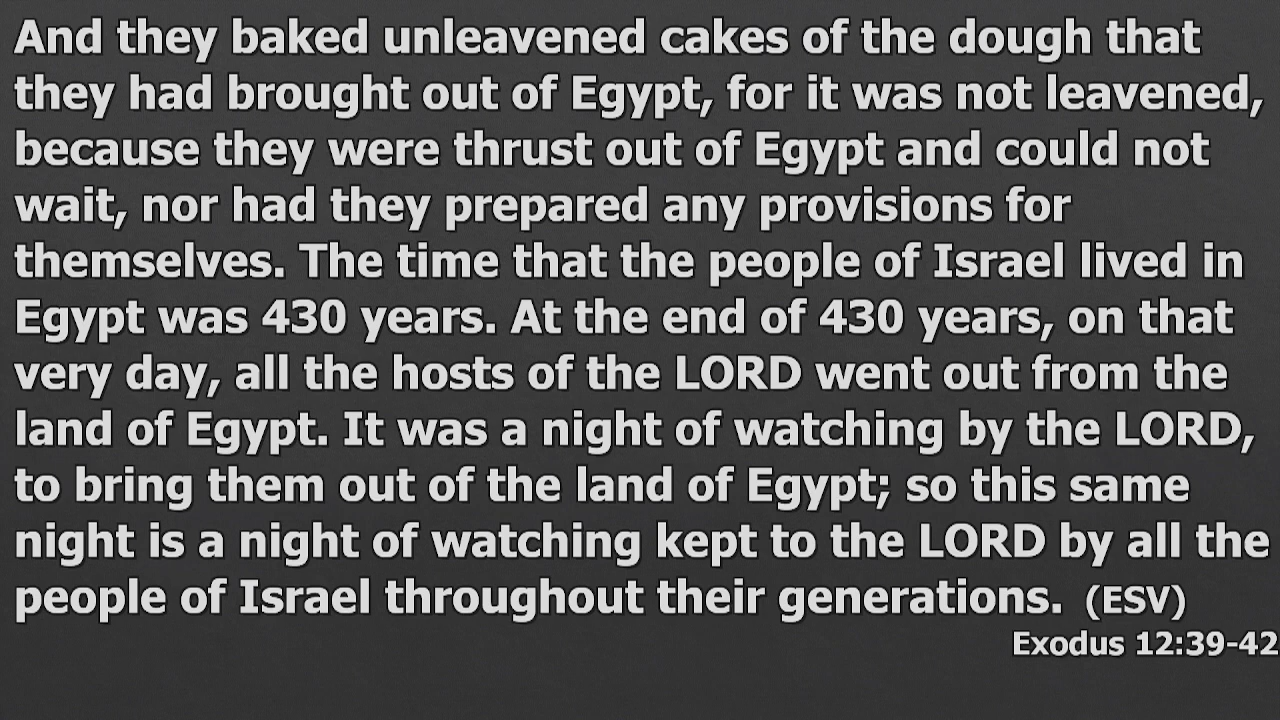 And they baked unleavened cakes of the dough that
they had brought out of Egypt, for it was not leavened,
because they were thrust out of Egypt and could not
wait, nor had they prepared any provisions for
themselves. The time that the people of Israel lived in
Egypt was 430 years. At the end of 430 years, on that
very day, all the hosts of the LORD went out from the
land of Egypt. It was a night of watching by the LORD,
to bring them out of the land of Egypt; so this same
night is a night of watching kept to the LORD by all the
people of Israel throughout their generations. (ESV)
Exodus 12:39-42